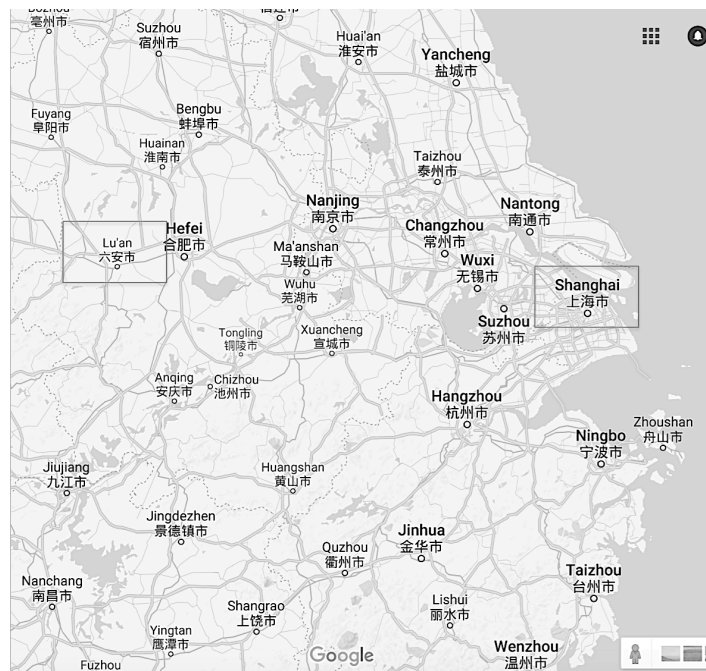 Suzhou
宿州市
亳州市
Huai'an
淮安市
Yancheng
盐城市
Fuyang
阜阳市
Bengbu
蚌埠市
Huainan
淮南市
Taizhou
泰州市
Nanjing
南京市
Nantong
南通市
Changzhou
常州市
Lu'an
六安市
Hefei
合肥市
Ma'anshan
马鞍山市
Wuxi
无锡市
Wuhu
芜湖市
Shanghai
上海市
Suzhou
苏州市
Tongling
铜陵市
Xuancheng
宣城市
Anqing
安庆市
Chizhou
池州市
Hangzhou
杭州市
Zhoushan
舟山市
Ningbo
宁波市
Jiujiang
九江市
Huangshan
黄山市
Jingdezhen
景德镇市
Jinhua
金华市
Quzhou
衢州市
Taizhou
台州市
Nanchang
南昌市
Shangrao
上饶市
Lishui
丽水市
Yingtan
鹰潭市
Wenzhou
温州市
Fuzhou
Google